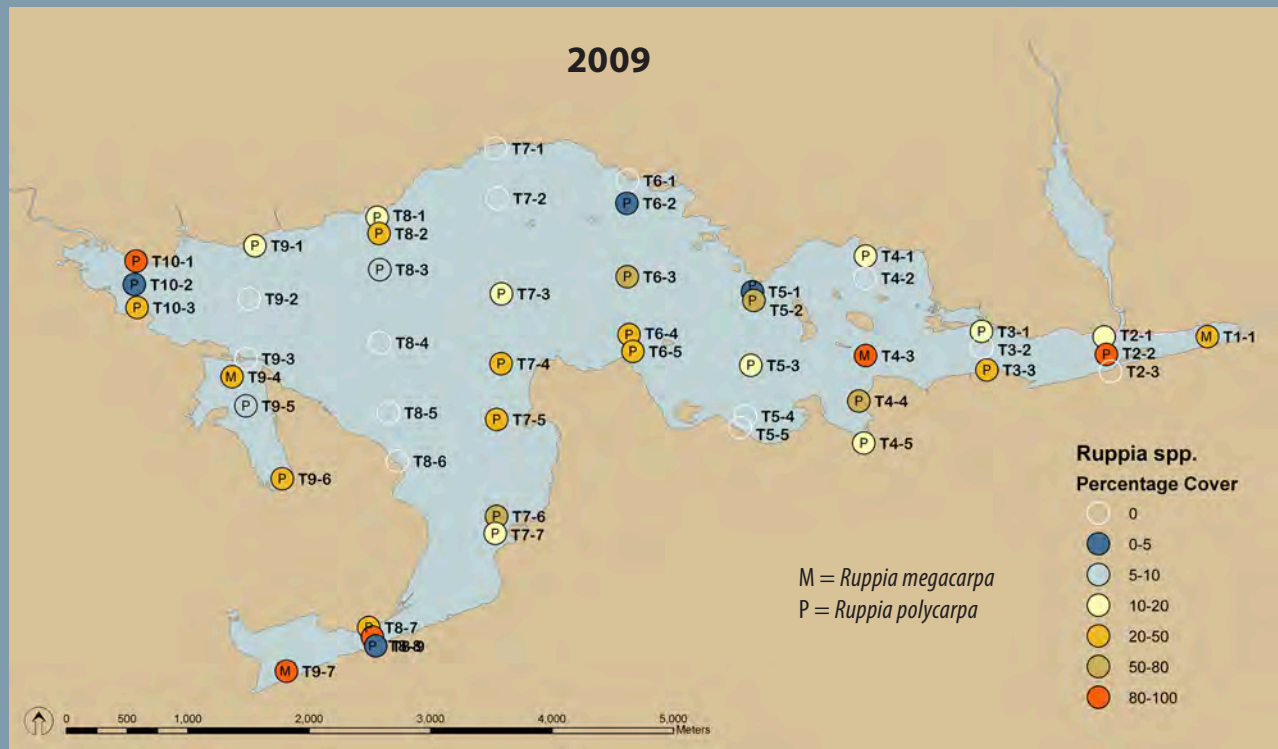 2009
T7-1
T6-1
T7-2
P T6-2
P T8-1
P T8-2
P T9-1
P T4-1
P T10-1
P T8-3
T4-2
P T6-3
P T10-2
P T5-1
P T7-3
T9-2
P T5-2
P T10-3
P T3-1
P T6-4
T2-1
M T1-1
T8-4
T3-2
P T6-5
P T2-2
T9-3
M T4-3
P T7-4
P T5-3
P T3-3
T2-3
M T9-4
P T4-4
P T9-5
T8-5
T5-4
P T7-5
T5-5
P T4-5
T8-6
P T9-6
P T7-6
P T7-7
P T8-7
P
M T9-7
Ruppia spp.
Percentage Cover
0
0-5
5-10
10-20
20-50
50-80
80-100
M = Ruppia megacarpa
P = Ruppia polycarpa
0 500 1,000 2,000 3,000 4,000 5,000
Meters